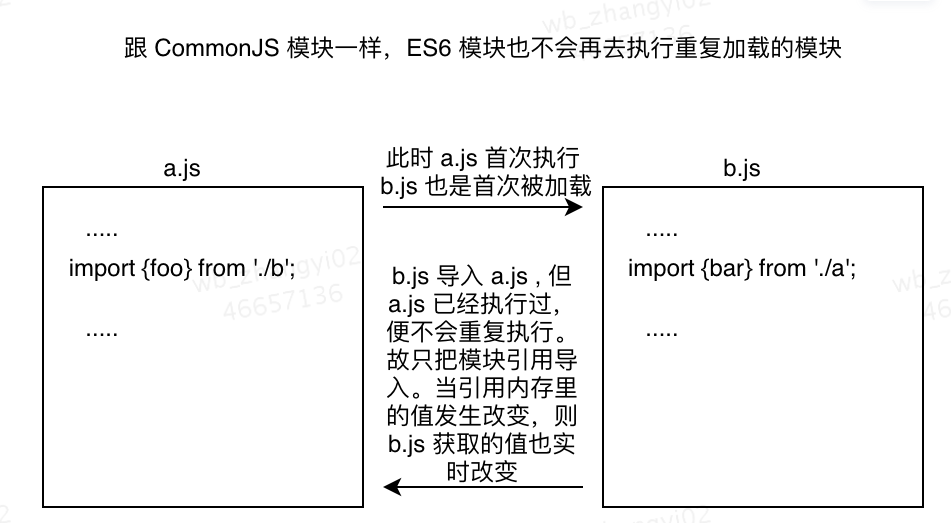 跟 CommonJS 模块一样，ES6 模块也不会再去执行重复加载的模块
a.js
此时 a.js 首次执行
b.js 也是首次被加载
b.js
.....
import {foo} from './b';
.....
b.js 导入 a.js , 但
a.js 已经执行过，
便不会重复执行。
故只把模块引用导
入。当引用内存里
的值发生改变，则
b.js 获取的值也实
时改变
.....
import {bar} from './a';
.....
wb_zhangyi02
46657136